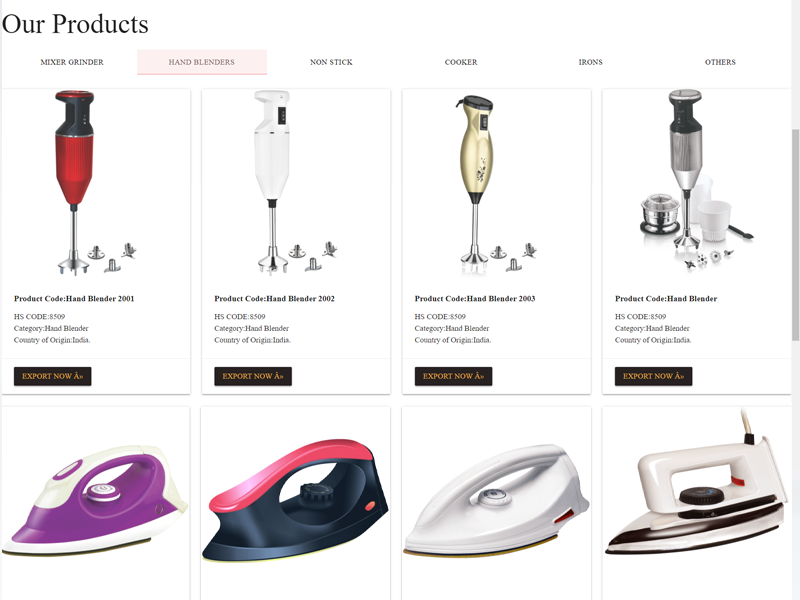 Our Products
MIXER GRINDER
HAND BLENDERS
NON STICK
COOKER
IRONS
OTHERS
Product Code:Hand Blender 2001
HS CODE:8509
Category:Hand Blender
Country of Origin:India.
EXPORT NOW Â»
Product Code:Hand Blender 2002
HS CODE:8509
Category:Hand Blender
Country of Origin:India.
EXPORT NOW Â»
Product Code:Hand Blender 2003
HS CODE:8509
Category:Hand Blender
Country of Origin:India.
EXPORT NOW Â»
Product Code:Hand Blender
HS CODE:8509
Category:Hand Blender
Country of Origin:India.
EXPORT NOW Â»